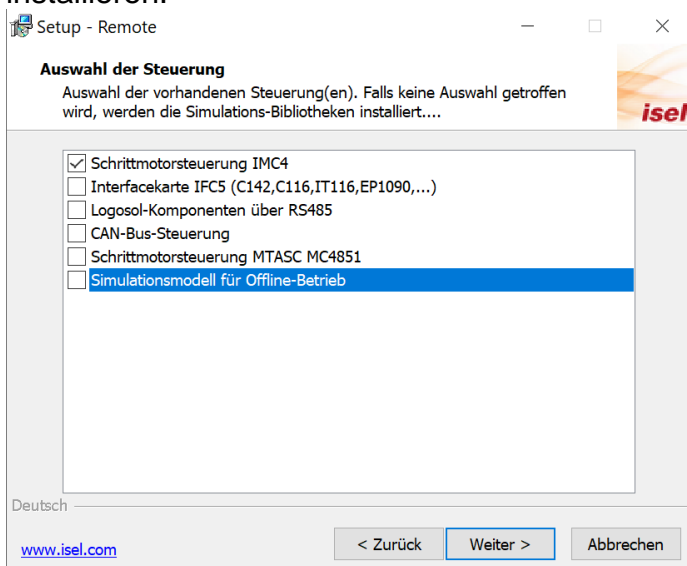 installieren.
Setup - Remote
Auswahl der Steuerung
Auswahl der vorhandenen Steuerung(en). Falls keine Auswahl getroffen
wird, werden die Simulations-Bibliotheken installiert....
isel
Schrittmotorsteuerung IMC4
Interfacekarte IFC5 (C142,C116,IT116,EP1090,...)
Logosol-Komponenten über RS485
CAN-Bus-Steuerung
Schrittmotorsteuerung MTASC MC4851
Simulationsmodell für Offline-Betrieb
Deutsch
www.isel.com
< Zurück
Weiter >
Abbrechen